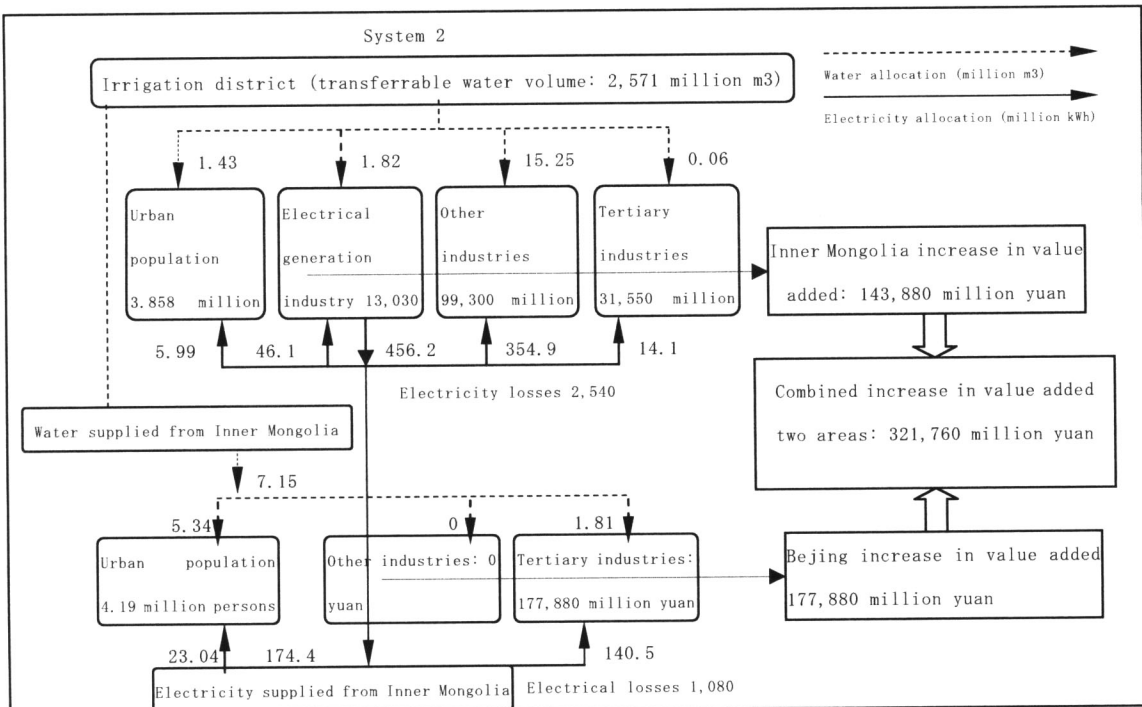 System 2
Irrigation district (transferrable water volume: 2,571 million m3)
Water allocation (million m3)
Electricity allocation (million kWh)
1.43
1.82
15.25
0.06
Urban
population
3.858 million
Electrical
generation
industry 13,030
Other
industries
99,300 million
Tertiary
industries
31,550 million
Inner Mongolia increase in value
added: 143,880 million yuan
5.99
46.1
456.2
354.9
14.1
Electricity losses 2,540
Combined increase in value added
two areas: 321,760 million yuan
Water supplied from Inner Mongolia
7.15
5.34
0
1.81
Urban population
4.19 million persons
Other industries: 0
yuan
Tertiary industries:
177,880 million yuan
Bejing increase in value added
177,880 million yuan
23.04
174.4
140.5
Electricity supplied from Inner Mongolia
Electrical losses 1,080